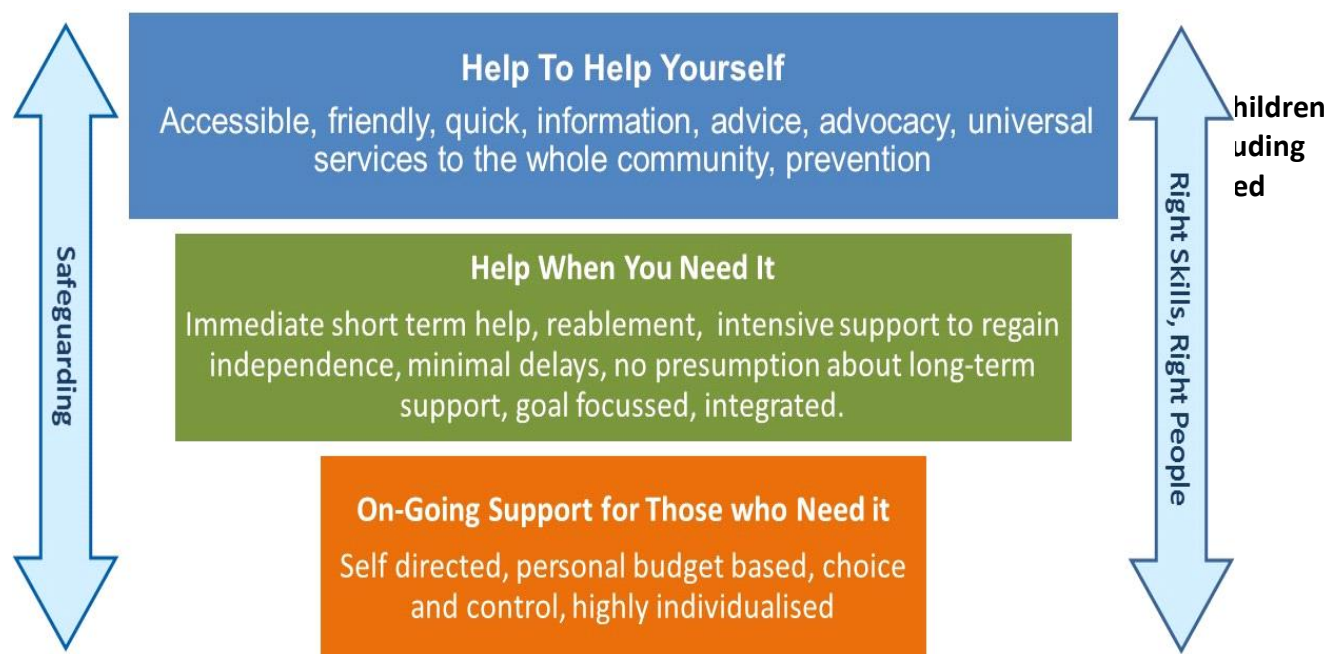 Help To Help Yourself
Accessible, friendly, quick, information, advice, advocacy, universal
services to the whole community, prevention
Safeguarding
Help When You Need It
Immediate short term help, reablement, intensive support to regain
independence, minimal delays, no presumption about long-term
support, goal focussed, integrated.
On-Going Support for Those who Need it
Self directed, personal budget based, choice
and control, highly individualised
Right Skills, Right People